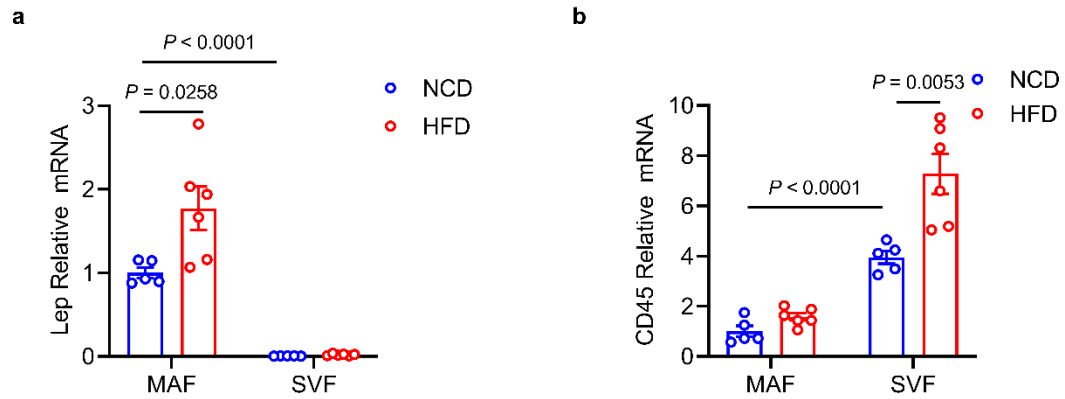 a
P < 0.0001
P = 0.0258
NCD
HFD
3
2
1
0
Lep Relative mRNA
MAF
SVF
b
P = 0.0053
P < 0.0001
NCD
HFD
10
8
6
4
2
0
CD45 Relative mRNA
MAF
SVF